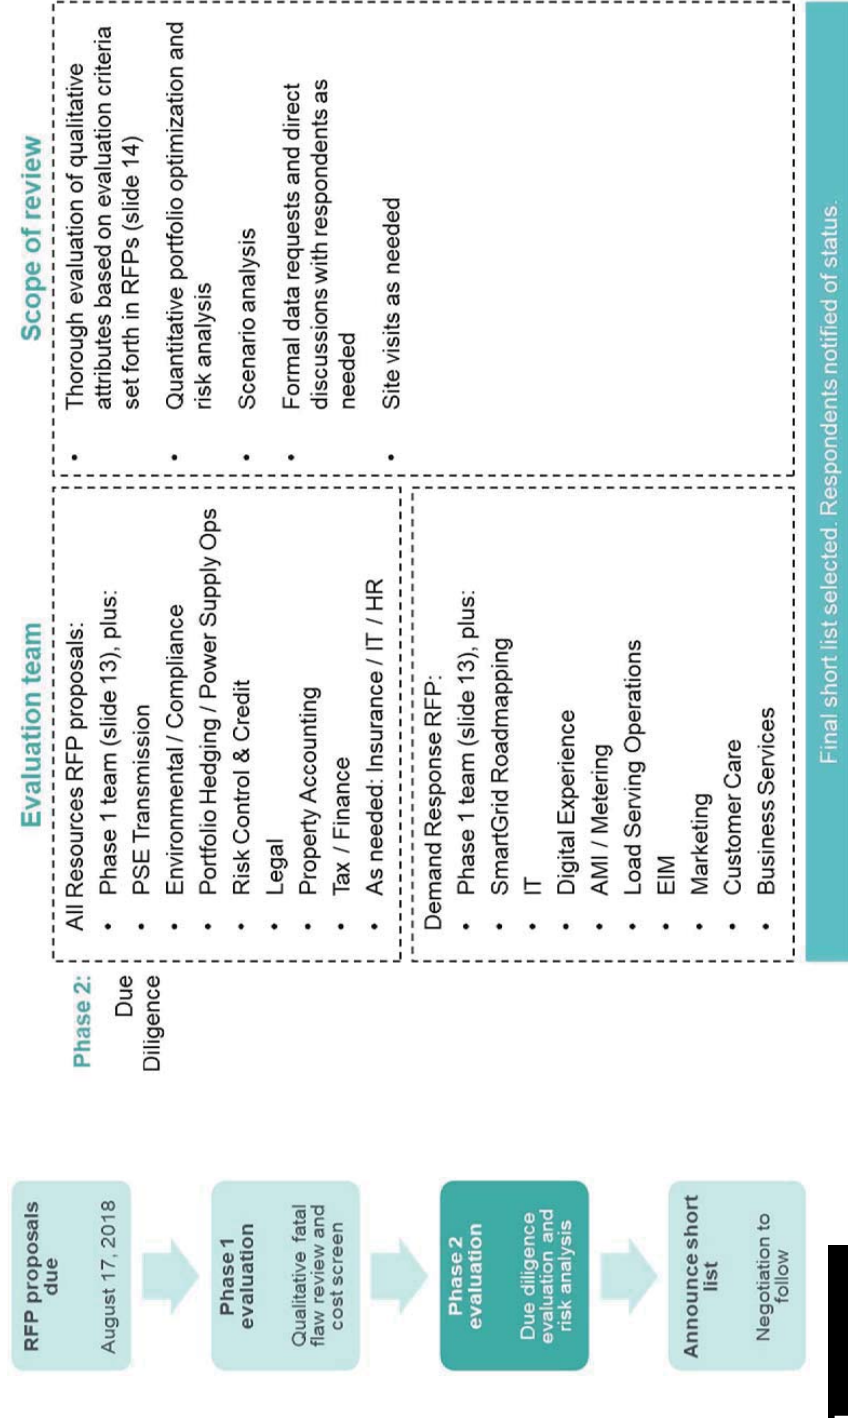 RFP proposals
due
August 17, 2018
Phase 1
evaluation
Qualitative fatal
flaw review and
cost screen
Phase 2
evaluation
Due diligence
evaluation and
risk analysis
Announce short
list
Negotiation to
follow
Phase 2:
Due
Diligence
Evaluation team
All Resources RFP proposals:
• Phase 1 team (slide 13), plus:
• PSE Transmission
• Environmental / Compliance
• Portfolio Hedging / Power Supply Ops
• Risk Control & Credit
• Legal
• Property Accounting
• Tax / Finance
• As needed: Insurance / IT / HR
Demand Response RFP:
• Phase 1 team (slide 13), plus:
• SmartGrid Roadmapping
• IT
• Digital Experience
• AMI / Metering
• Load Serving Operations
• EIM
• Marketing
• Customer Care
• Business Services
Scope of review
• Thorough evaluation of qualitative
attributes based on evaluation criteria
set forth in RFPs (slide 14)
• Quantitative portfolio optimization and
risk analysis
• Scenario analysis
• Formal data requests and direct
discussions with respondents as
needed
• Site visits as needed
Final short list selected. Respondents notified of status.